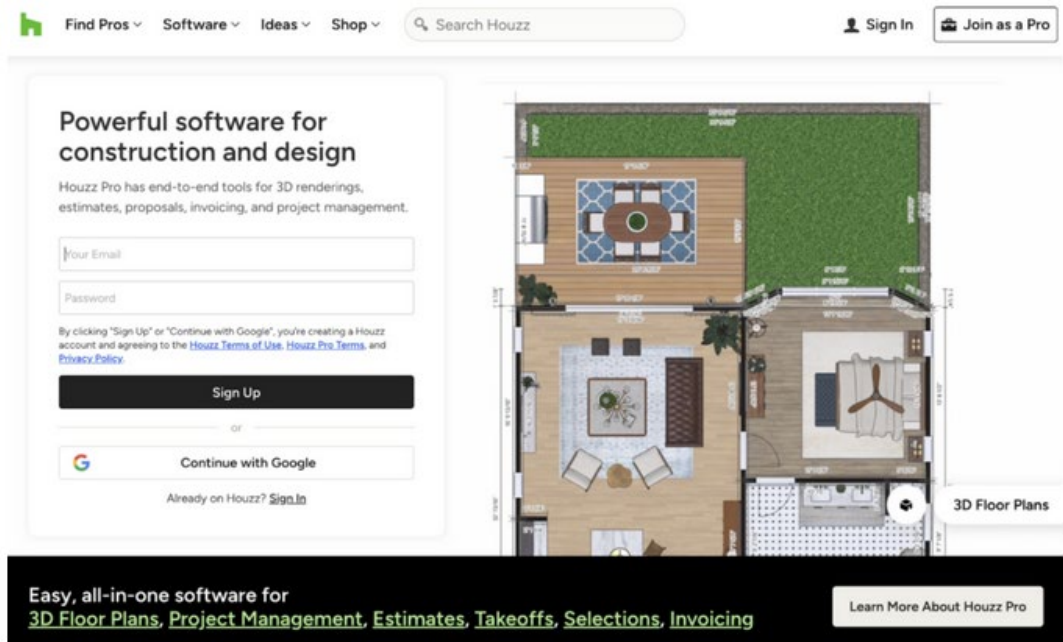 Find Pros
Software
Ideas
Shop
Search Houzz
Sign In
Join as a Pro
Powerful software for
construction and design
Houzz Pro has end-to-end tools for 3D renderings,
estimates, proposals, invoicing, and project management.
Your Email
Password
By clicking "Sign Up" or "Continue with Google", you're creating a Houzz
account and agreeing to the Houzz Terms of Use, Houzz Pro Terms, and
Privacy Policy.
Sign Up
or
Continue with Google
Already on Houzz? Sign In
3D Floor Plans
Easy, all-in-one software for
3D Floor Plans, Project Management, Estimates, Takeoffs, Selections, Invoicing
Learn More About Houzz Pro